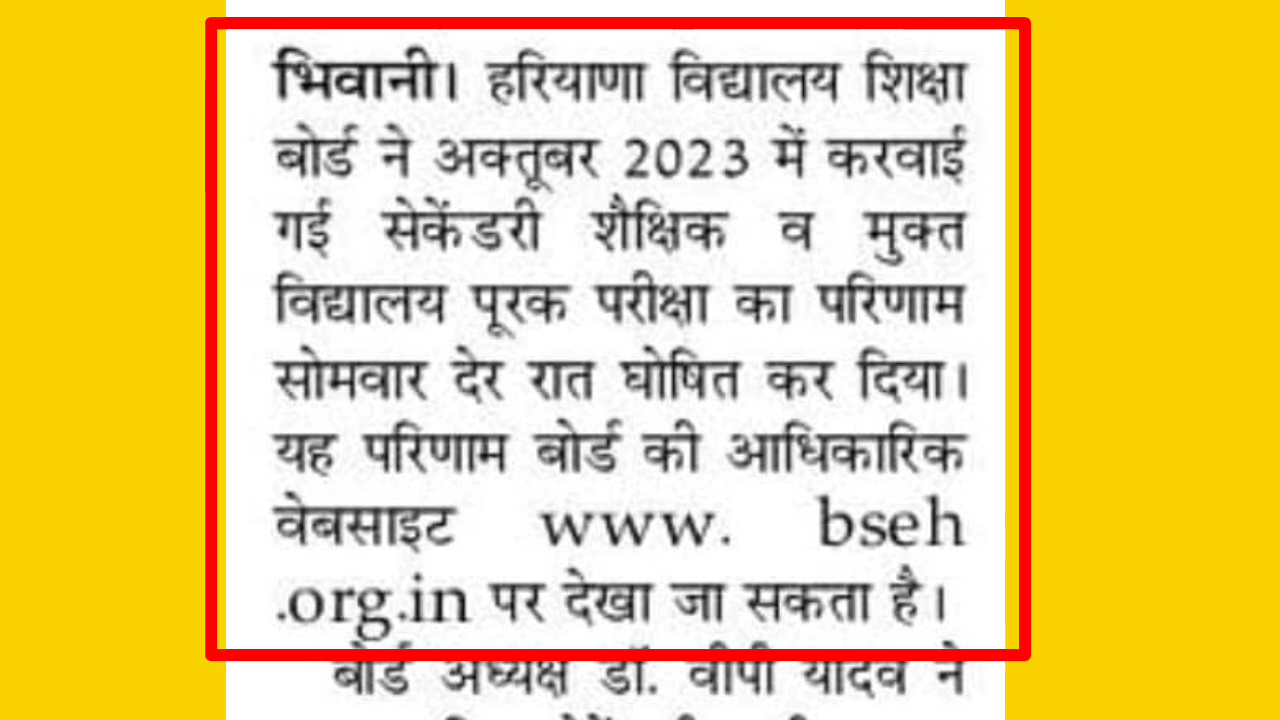 भिवानी। हरियाणा विद्यालय शिक्षा
बोर्ड ने अक्तूबर 2023 में करवाई
गई सेकेंडरी शैक्षिक व मुक्त
विद्यालय पूरक परीक्षा का परिणाम
सोमवार देर रात घोषित कर दिया।
यह परिणाम बोर्ड की आधिकारिक
वेबसाइट www. bseh
.org.in पर देखा जा सकता है।
बोर्ड अध्यक्ष डॉ. वीपी यादव ने